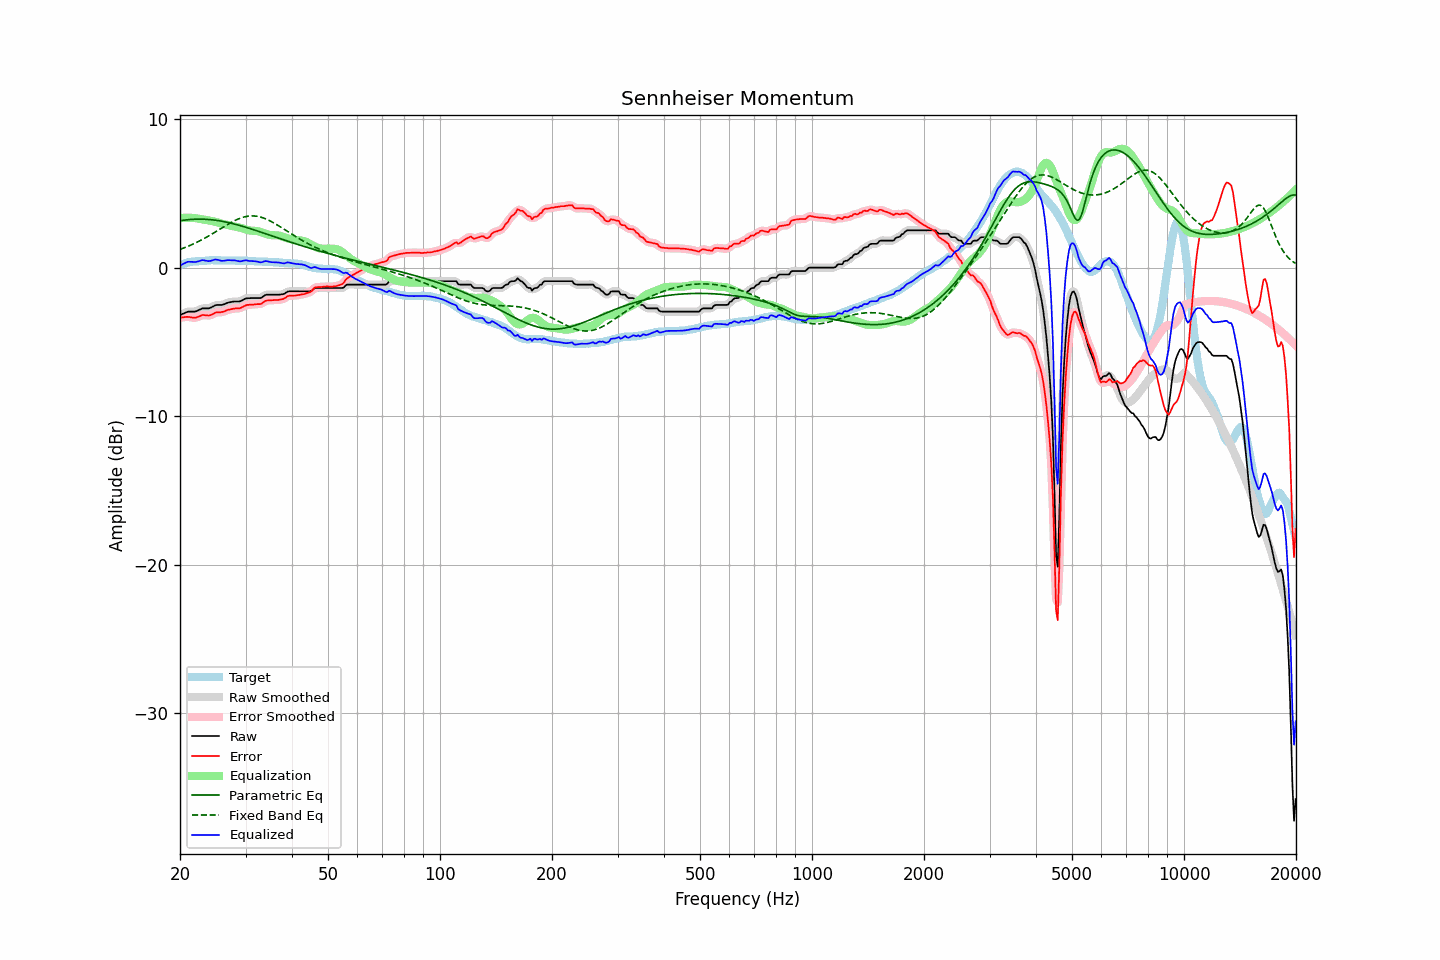 Sennheiser Momentum
10
0
−10
−20
−30
Amplitude (dBr)
Target
Raw Smoothed
Error Smoothed
Raw
Error
Equalization
Parametric Eq
Fixed Band Eq
Equalized
20 50 100 200 500 1000 2000 5000 10000 20000
Frequency (Hz)